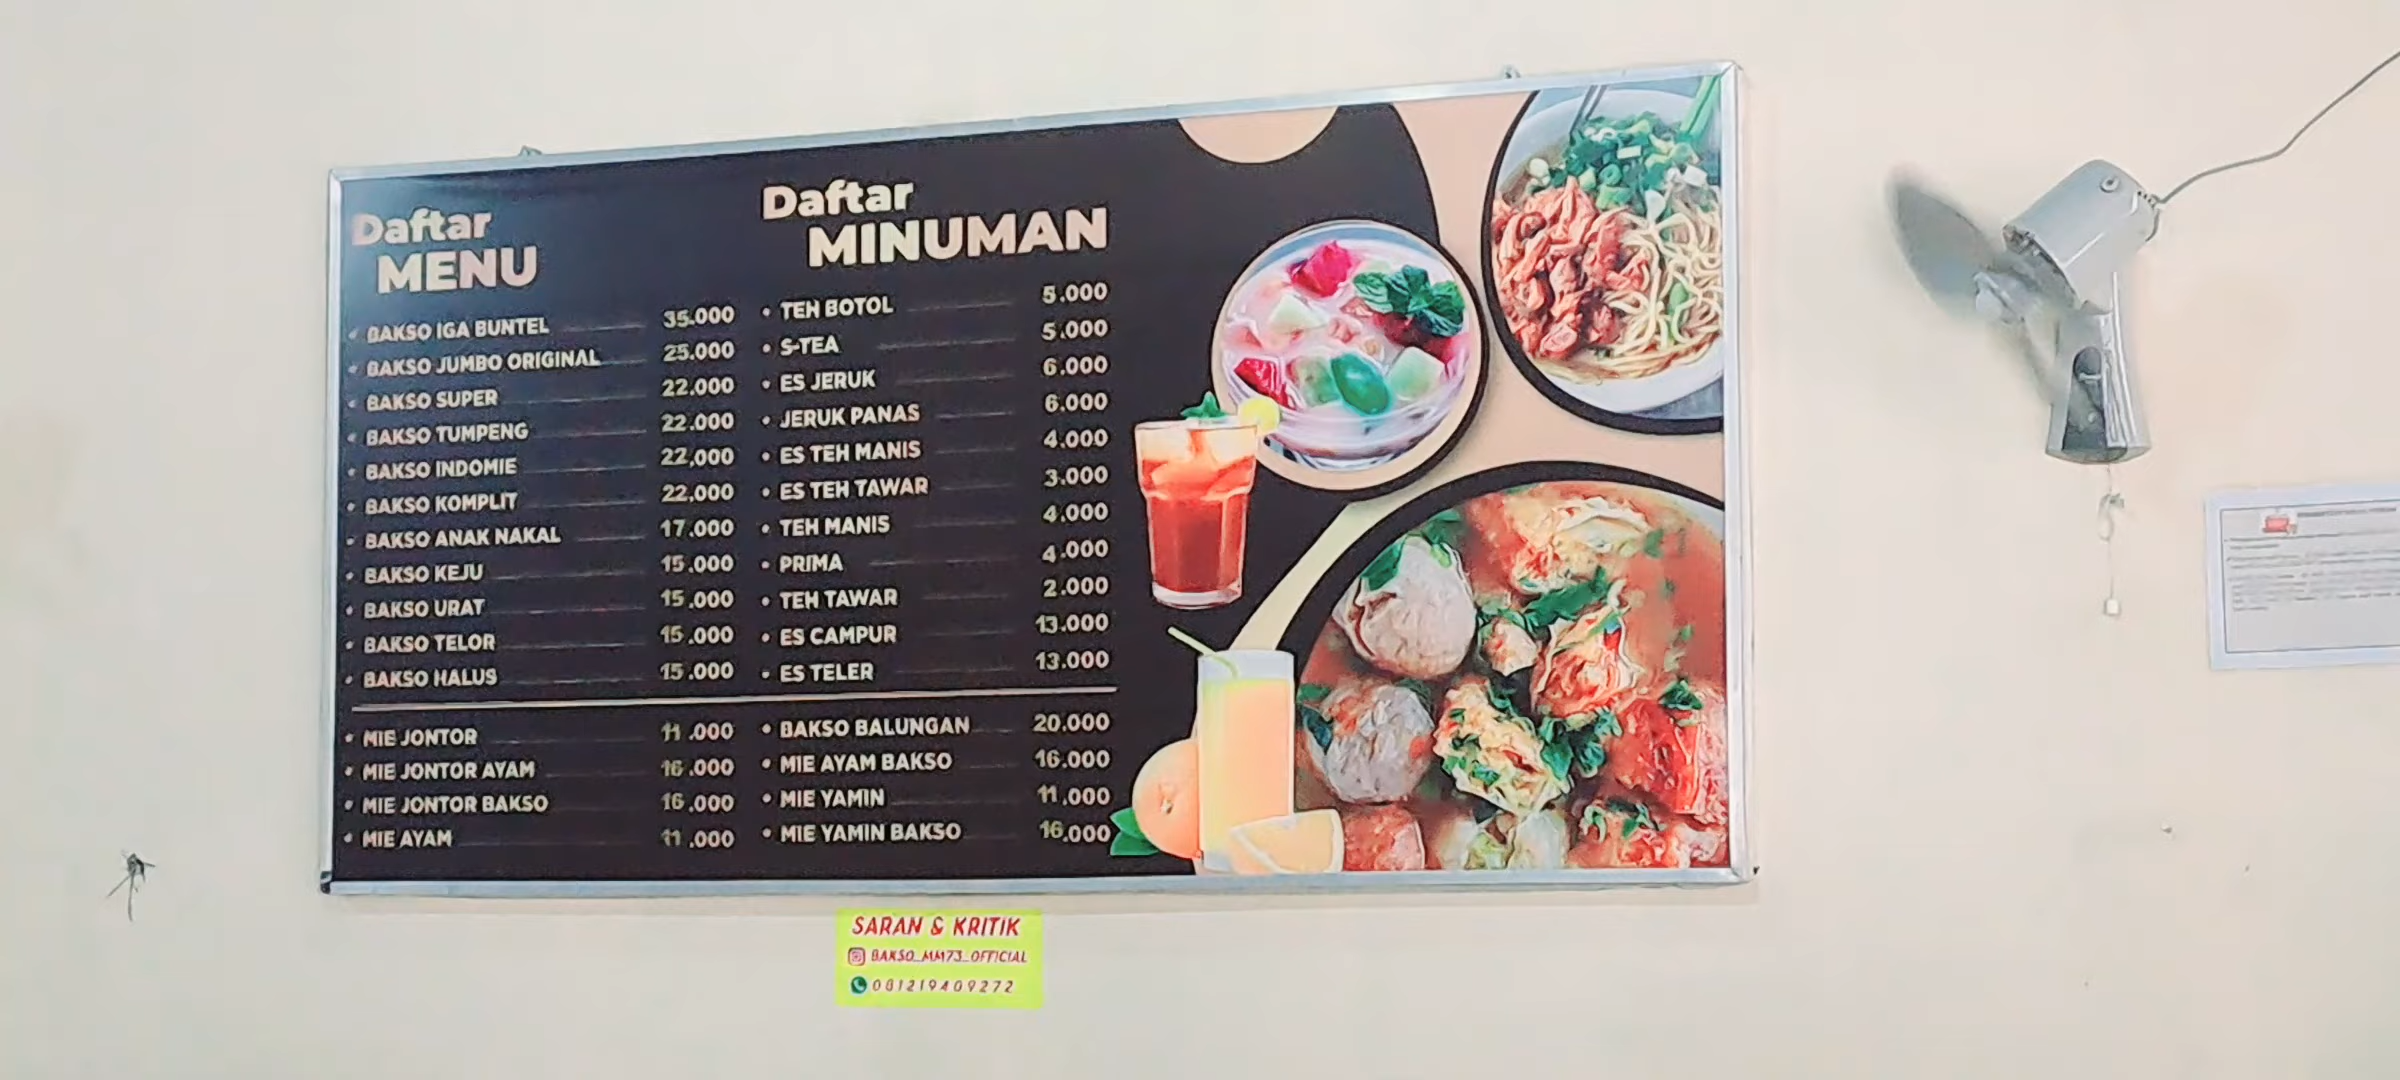 Daftar
MENU
BAKSO IGA BUNTEL 35.000
BAKSO JUMBO ORIGINAL 25.000
BAKSO SUPER 22.000
BAKSO TUMPENG 22.000
BAKSO INDOMIE 22,000
BAKSO KOMPLIT 22.000
BAKSO ANAK NAKAL 17.000
BAKSO KEJU 15.000
BAKSO URAT 15.000
BAKSO TELOR 15.000
BAKSO HALUS 15.000
MIE JONTOR 11.000
MIE JONTOR AYAM 16.000
MIE JONTOR BAKSO 16.000
MIE AYAM 11.000
Daftar
MINUMAN
TEH BOTOL 5.000
S-TEA 5.000
ES JERUK 6.000
JERUK PANAS 6.000
ES TEH MANIS 4.000
ES TEH TAWAR 3.000
TEH MANIS 4.000
PRIMA 4.000
TEH TAWAR 2.000
ES CAMPUR 13.000
ES TELER 13.000
BAKSO BALUNGAN 20.000
MIE AYAM BAKSO 16.000
MIE YAMIN 11.000
MIE YAMIN BAKSO 16.000
SARAN & KRITIK
BAKSO_MM73_OFFICIAL
081219409272